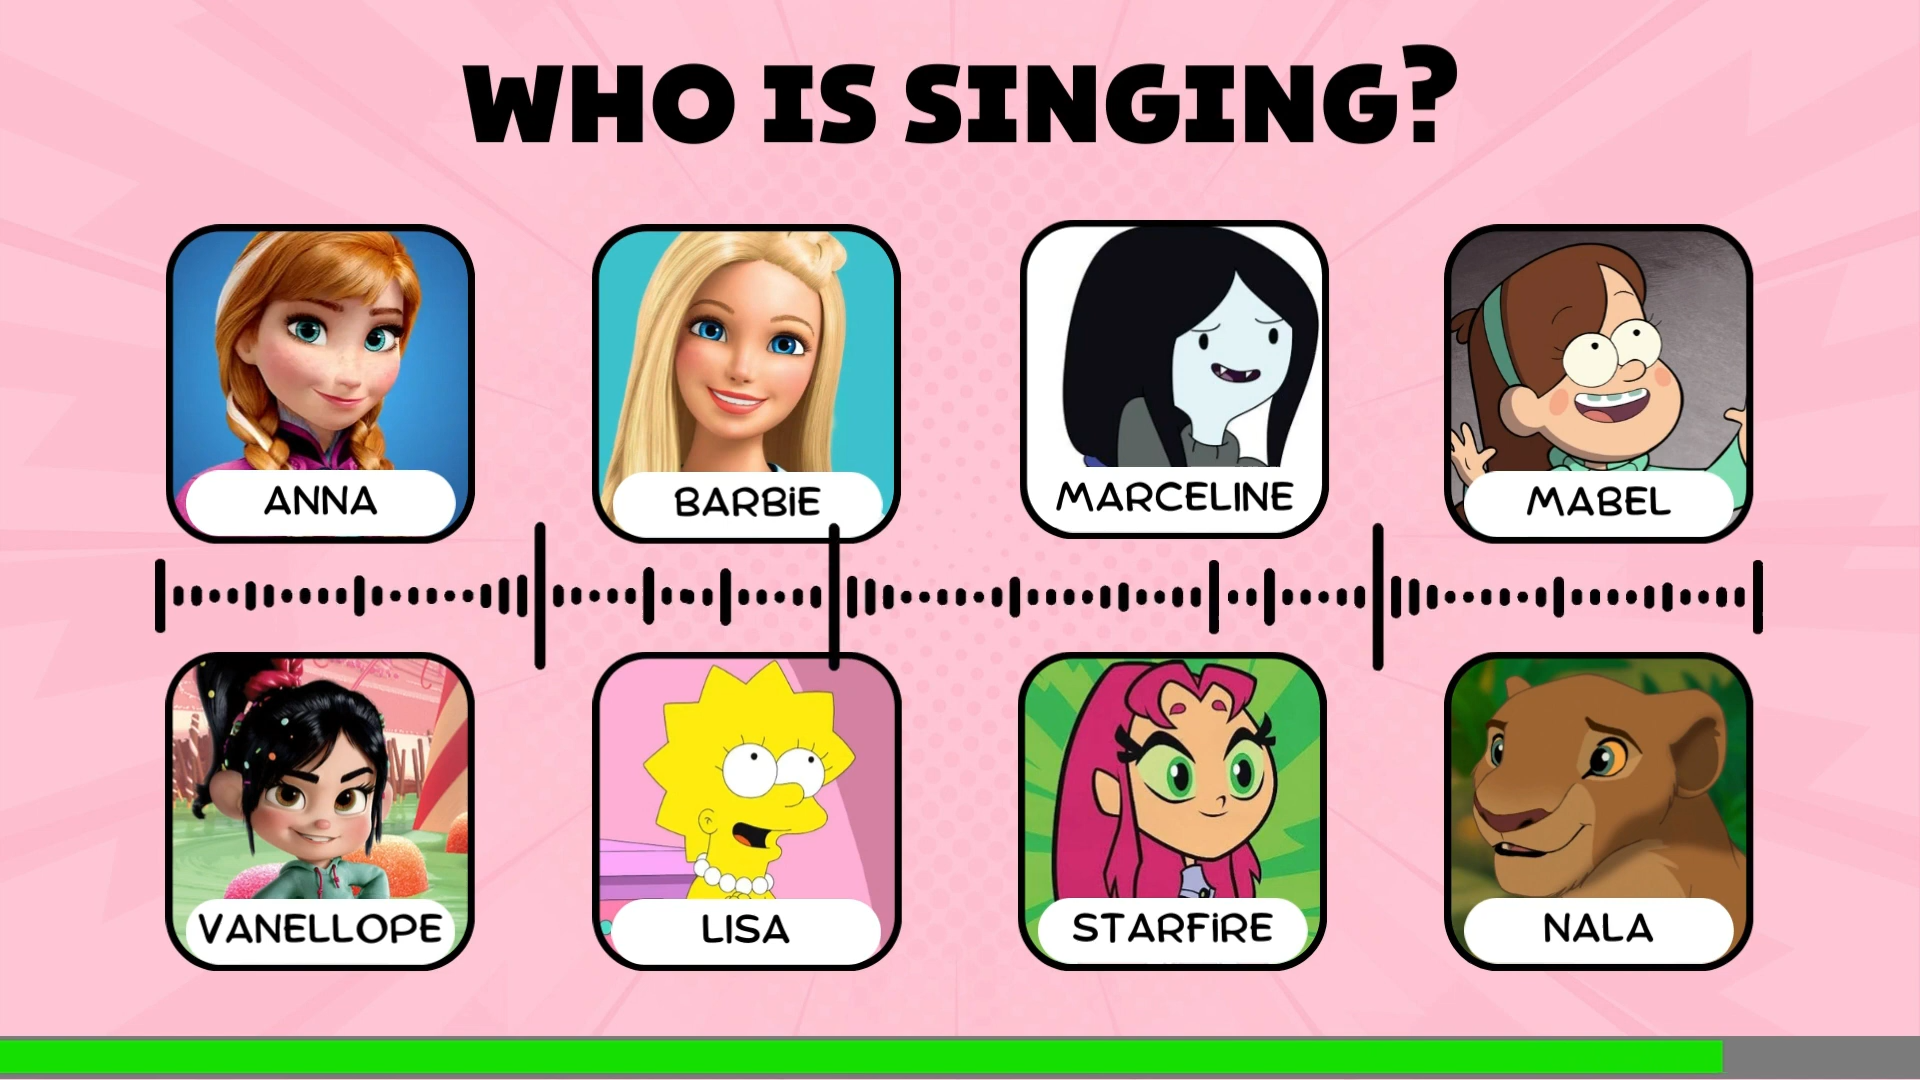 WHO IS SINGING?
ANNA
BARBiE
MARCELINE
MABEL
VANELLOPE
LISA
STARFiRE
NALA